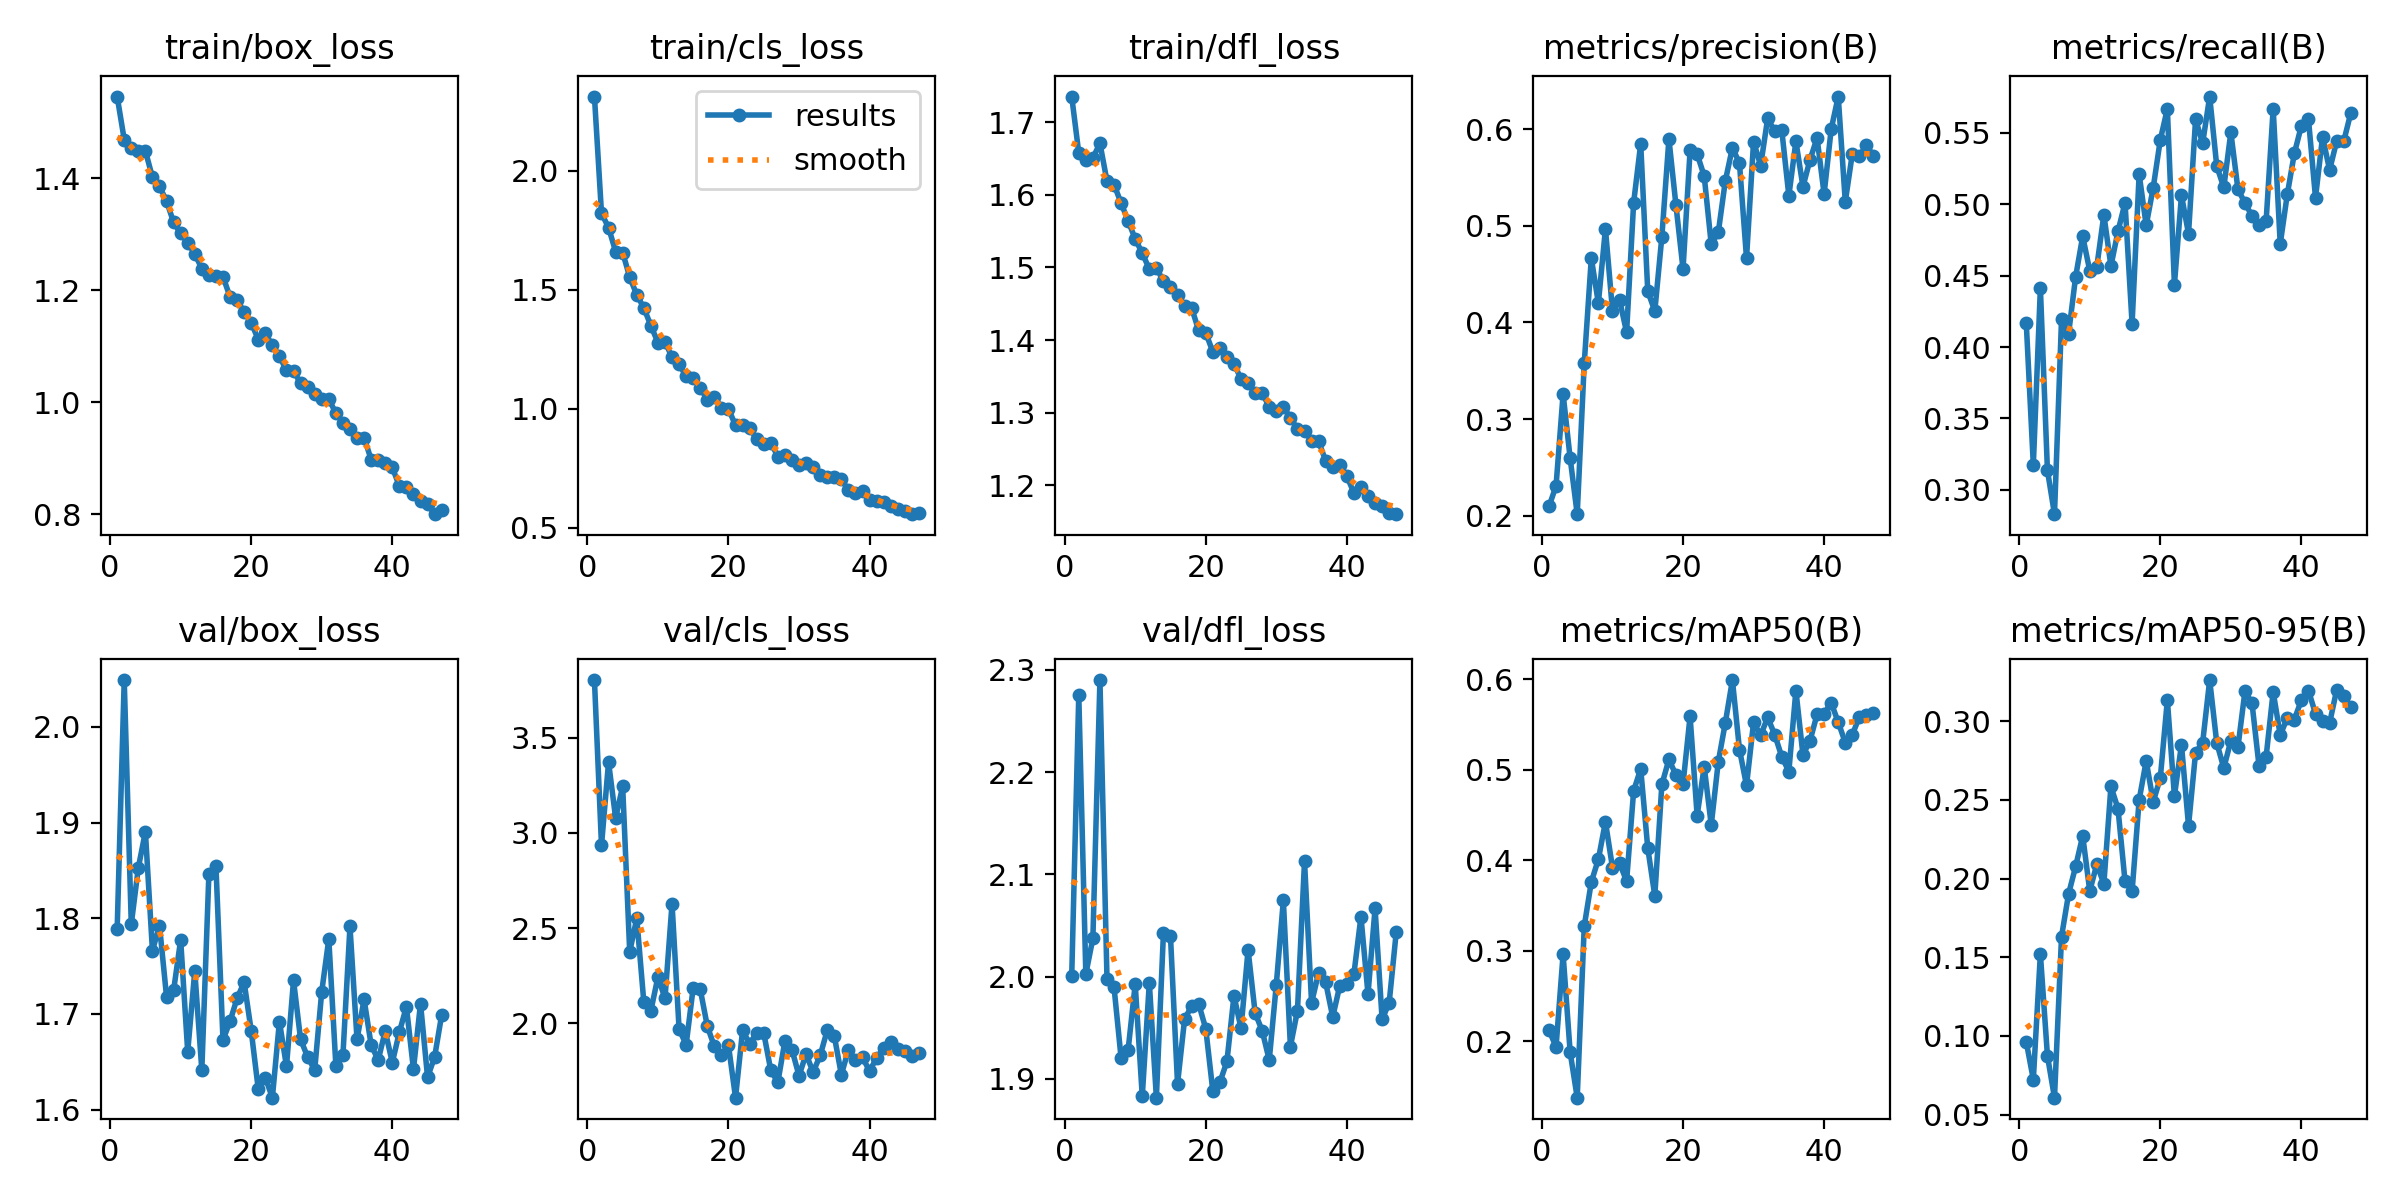 train/box_loss
1.4
1.2
1.0
0.8
0 20 40
train/cls_loss
results
smooth
2.0
1.5
1.0
0.5
0 20 40
train/dfl_loss
1.7
1.6
1.5
1.4
1.3
1.2
0 20 40
metrics/precision(B)
0.6
0.5
0.4
0.3
0.2
0 20 40
metrics/recall(B)
0.55
0.50
0.45
0.40
0.35
0.30
0 20 40
val/box_loss
2.0
1.9
1.8
1.7
1.6
0 20 40
val/cls_loss
3.5
3.0
2.5
2.0
0 20 40
val/dfl_loss
2.3
2.2
2.1
2.0
1.9
0 20 40
metrics/mAP50(B)
0.6
0.5
0.4
0.3
0.2
0 20 40
metrics/mAP50-95(B)
0.30
0.25
0.20
0.15
0.10
0.05
0 20 40